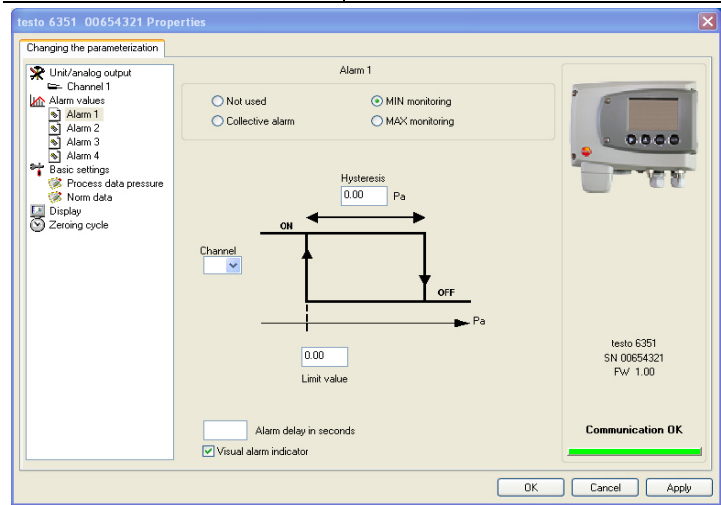 testo 6351 00654321 Properties
Changing the parameterization
Unit/analog output
Channel 1
Alarm values
Alarm 1
Alarm 2
Alarm 3
Alarm 4
Basic settings
Process data pressure
Norm data
Display
Zeroing cycle
Alarm 1
Not used
MIN monitoring
Collective alarm
MAX monitoring
Hysteresis
0.00 Pa
ON
Channel
OFF
Pa
0.00
Limit value
Alarm delay in seconds
Visual alarm indicator
testo 6351
SN 00654321
FW 1.00
Communication OK
OK Cancel Apply